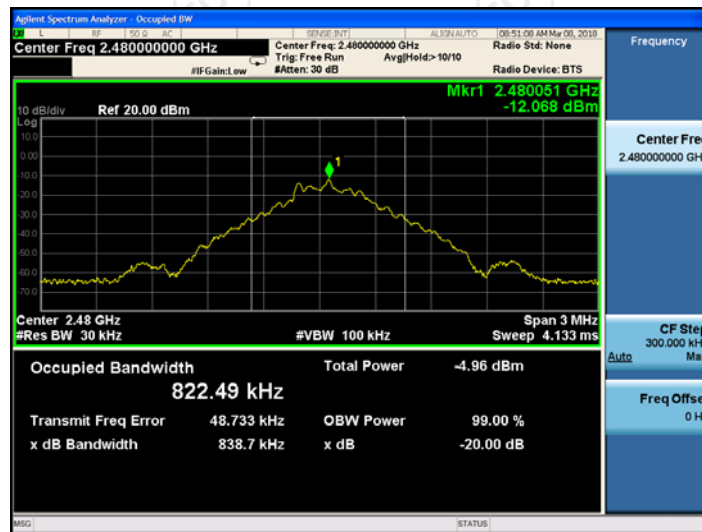 Agilent Spectrum Analyzer - Occupied BW
L RF 50 Ω AC SENSE:INT ALIGN AUTO 08:51:08 AM Mar 08, 2018
Center Freq 2.480000000 GHz
Center Freq: 2.480000000 GHz
Radio Std: None
Trig: Free Run Avg|Hold:>10/10
#IFGain:Low
#Atten: 30 dB
Radio Device: BTS
Frequency
Mkr1 2.480051 GHz
-12.068 dBm
10 dB/div Ref 20.00 dBm
Log
10.0
0.00
-10.0
-20.0
-30.0
-40.0
-50.0
-60.0
-70.0
1
Center Fre
2.480000000 GH
Center 2.48 GHz
Span 3 MHz
#Res BW 30 kHz
#VBW 100 kHz
Sweep 4.133 ms
CF Ste
300.000 kH
Auto Ma
Occupied Bandwidth
822.49 kHz
Total Power -4.96 dBm
Transmit Freq Error 48.733 kHz
OBW Power 99.00 %
x dB Bandwidth 838.7 kHz
x dB -20.00 dB
Freq Offse
0 H
MSG
STATUS